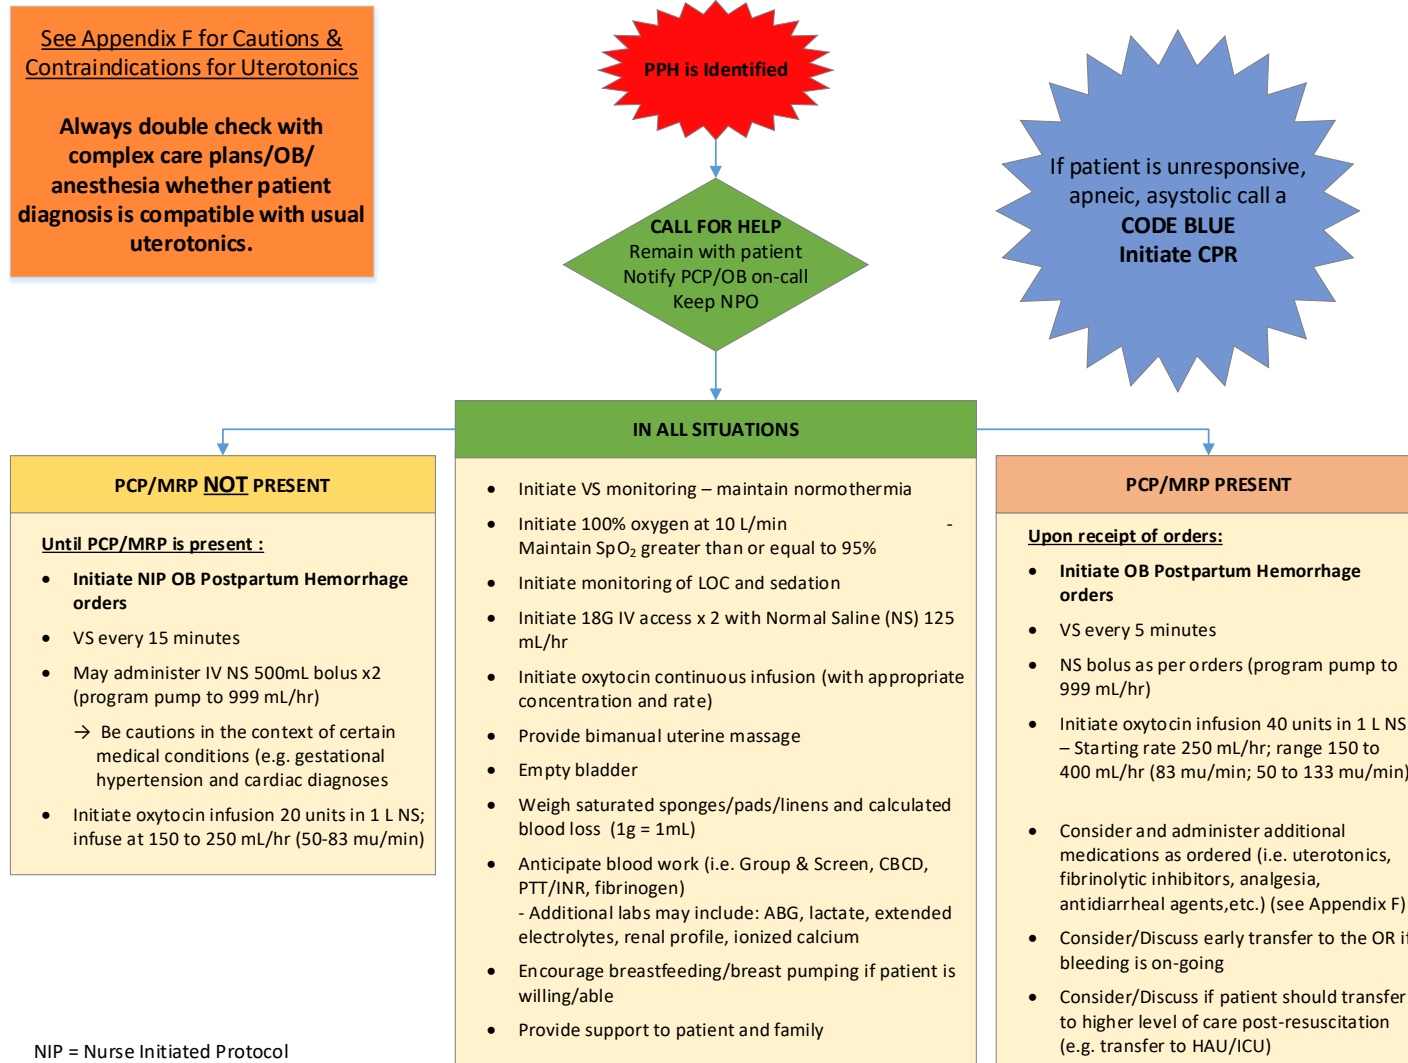 See Appendix F for Cautions &
Contraindications for Uterotonics
Always double check with
complex care plans/OB/
anesthesia whether patient
diagnosis is compatible with usual
uterotonics.
PPH is Identified
If patient is unresponsive,
apneic, asystolic call a
CODE BLUE
Initiate CPR
CALL FOR HELP
Remain with patient
Notify PCP/OB on-call
Keep NPO
PCP/MRP NOT PRESENT
Until PCP/MRP is present :
• Initiate NIP OB Postpartum Hemorrhage
orders
• VS every 15 minutes
• May administer IV NS 500mL bolus x2
(program pump to 999 mL/hr)
→ Be cautions in the context of certain
medical conditions (e.g. gestational
hypertension and cardiac diagnoses
• Initiate oxytocin infusion 20 units in 1 L NS;
infuse at 150 to 250 mL/hr (50-83 mu/min)
IN ALL SITUATIONS
• Initiate VS monitoring – maintain normothermia
• Initiate 100% oxygen at 10 L/min -
Maintain SpO₂ greater than or equal to 95%
• Initiate monitoring of LOC and sedation
• Initiate 18G IV access x 2 with Normal Saline (NS) 125
mL/hr
• Initiate oxytocin continuous infusion (with appropriate
concentration and rate)
• Provide bimanual uterine massage
• Empty bladder
• Weigh saturated sponges/pads/linens and calculated
blood loss (1g = 1mL)
• Anticipate blood work (i.e. Group & Screen, CBCD,
PTT/INR, fibrinogen)
- Additional labs may include: ABG, lactate, extended
electrolytes, renal profile, ionized calcium
• Encourage breastfeeding/breast pumping if patient is
willing/able
• Provide support to patient and family
PCP/MRP PRESENT
Upon receipt of orders:
• Initiate OB Postpartum Hemorrhage
orders
• VS every 5 minutes
• NS bolus as per orders (program pump to
999 mL/hr)
• Initiate oxytocin infusion 40 units in 1 L NS
– Starting rate 250 mL/hr; range 150 to
400 mL/hr (83 mu/min; 50 to 133 mu/min)
• Consider and administer additional
medications as ordered (i.e. uterotonics,
fibrinolytic inhibitors, analgesia,
antidiarrheal agents,etc.) (see Appendix F)
• Consider/Discuss early transfer to the OR if
bleeding is on-going
• Consider/Discuss if patient should transfer
to higher level of care post-resuscitation
(e.g. transfer to HAU/ICU)
NIP = Nurse Initiated Protocol